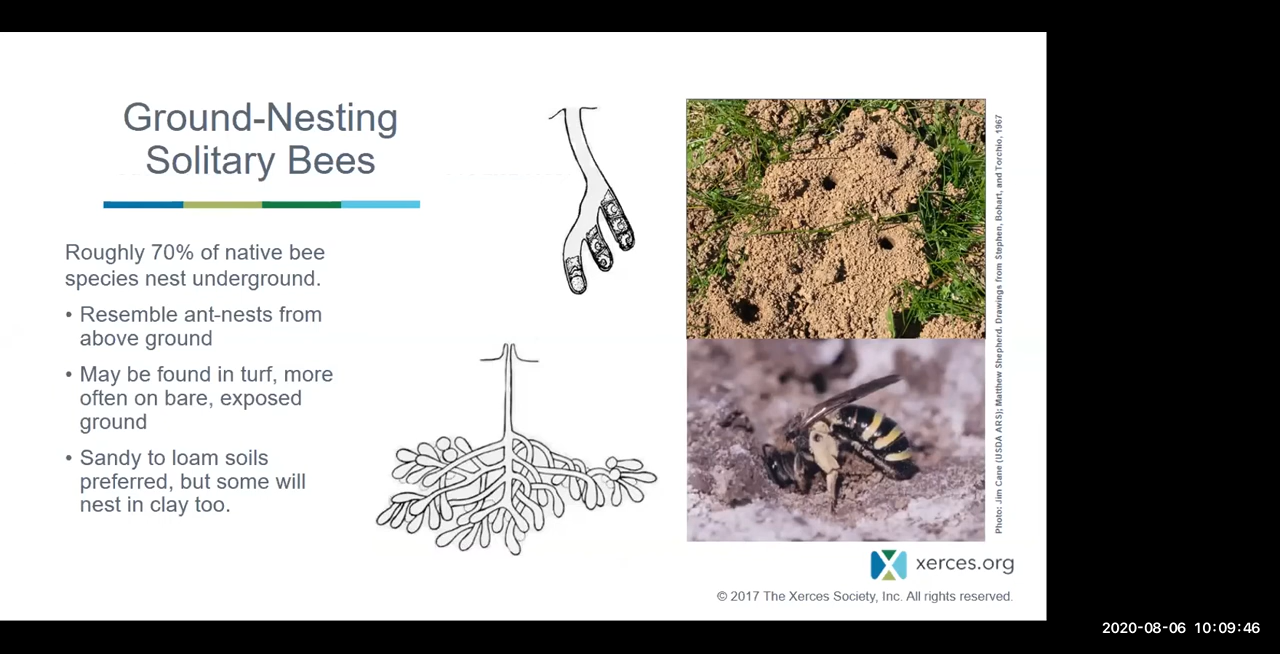 Ground-Nesting
Solitary Bees
Roughly 70% of native bee
species nest underground.
• Resemble ant-nests from
above ground
• May be found in turf, more
often on bare, exposed
ground
• Sandy to loam soils
preferred, but some will
nest in clay too.
Photo: Jim Cane (USDA ARS); Matthew Shepherd. Drawings from Stephen, Bohart, and Torchio, 1967
xerces.org
© 2017 The Xerces Society, Inc. All rights reserved.
2020-08-06 10:09:46